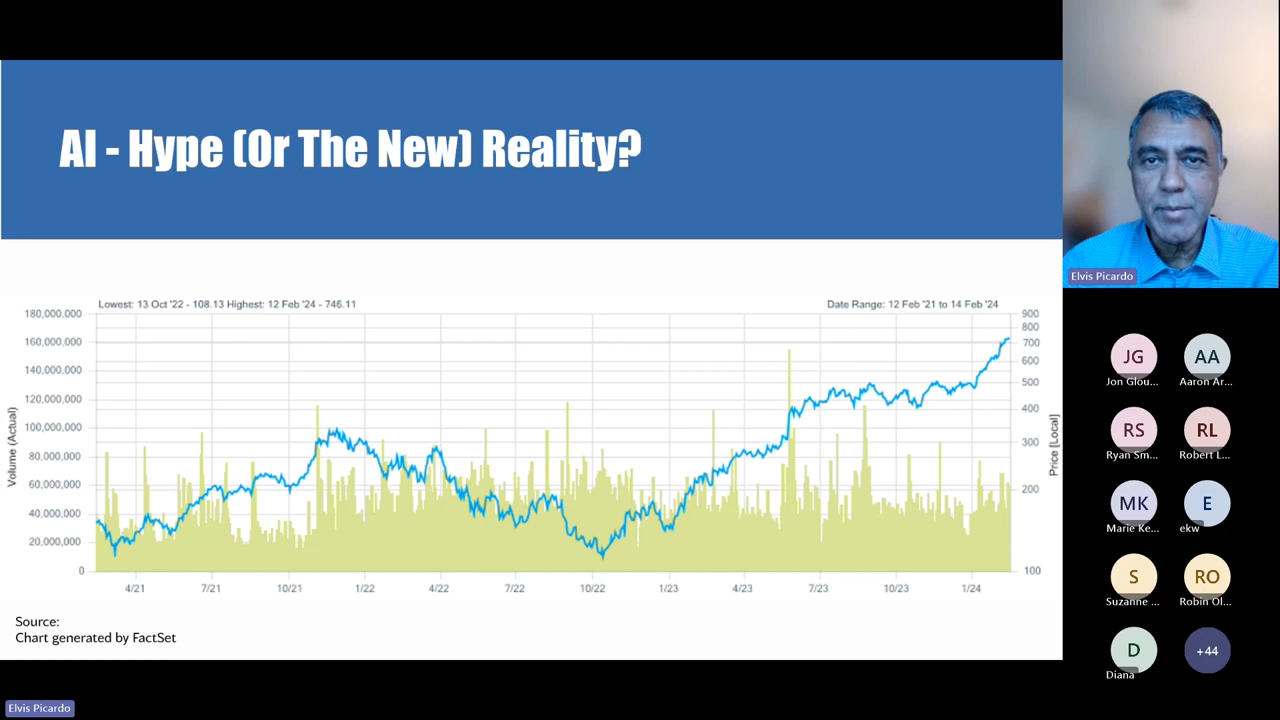 AI - Hype (Or The New) Reality?
Elvis Picardo
Lowest: 13 Oct '22 - 108.13 Highest: 12 Feb '24 - 746.11
Date Range: 12 Feb '21 to 14 Feb '24
Volume (Actual)
180,000,000
160,000,000
140,000,000
120,000,000
100,000,000
80,000,000
60,000,000
40,000,000
20,000,000
0
900
800
700
600
500
400
300
200
100
Price [Local]
4/21 7/21 10/21 1/22 4/22 7/22 10/22 1/23 4/23 7/23 10/23 1/24
Source:
Chart generated by FactSet
JG AA
Jon Glou... Aaron Ar...
RS RL
Ryan Sm... Robert L...
MK E
Marie Ke... ekw
S RO
Suzanne ... Robin Ol...
D +44
Diana
Elvis Picardo